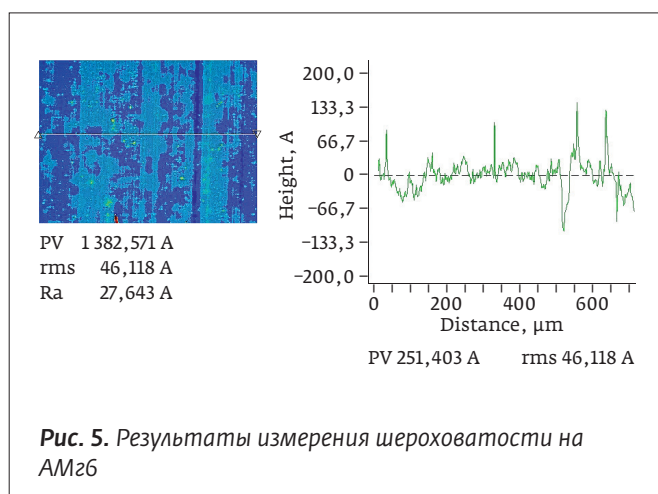 PV 1 382,571 A
rms 46,118 A
Ra 27,643 A
Height, A
200,0
133,3
66,7
0
−66,7
−133,3
−200,0
0 200 400 600
Distance, µm
PV 251,403 A rms 46,118 A
Рис. 5. Результаты измерения шероховатости на
АМг6